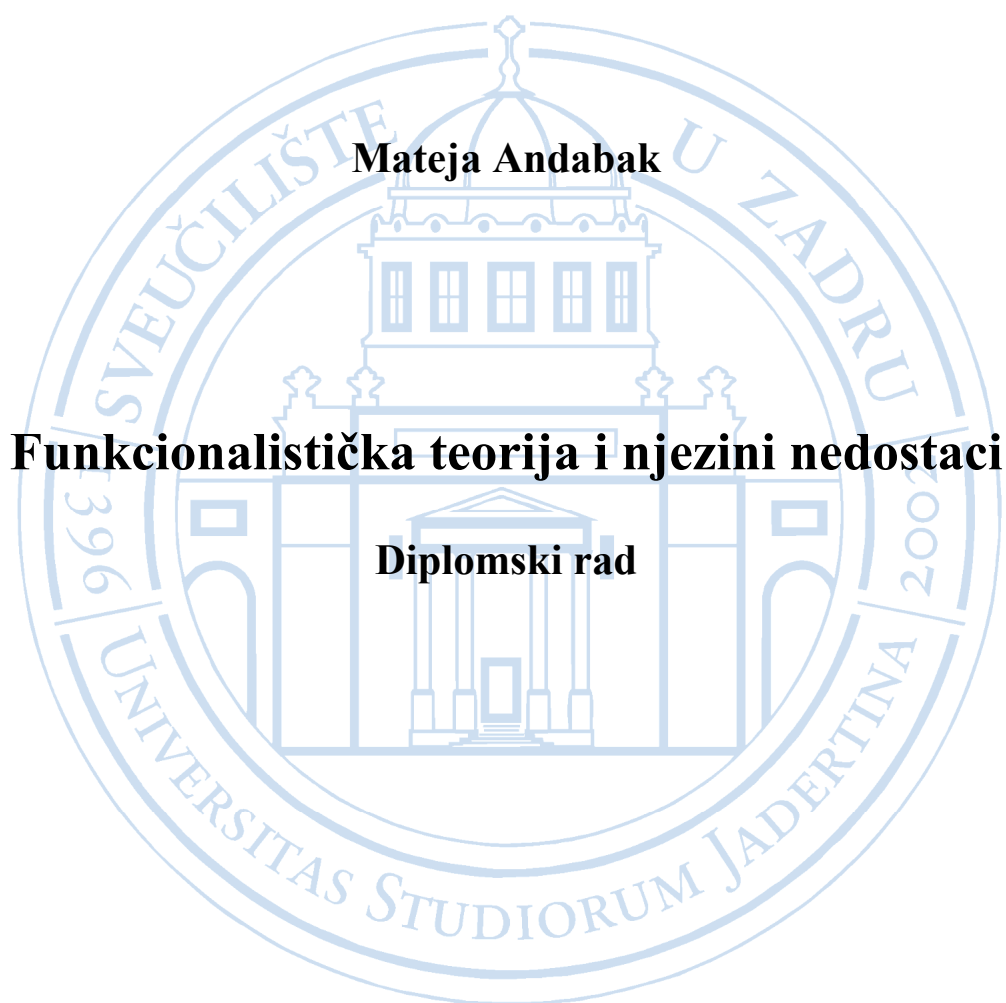 Mateja Andabak
Funkcionalistička teorija i njezini nedostaci
Diplomski rad
SVEUČILIŠTE U ZADRU
1396
2002
UNIVERSITAS STUDIORUM JADERTINA